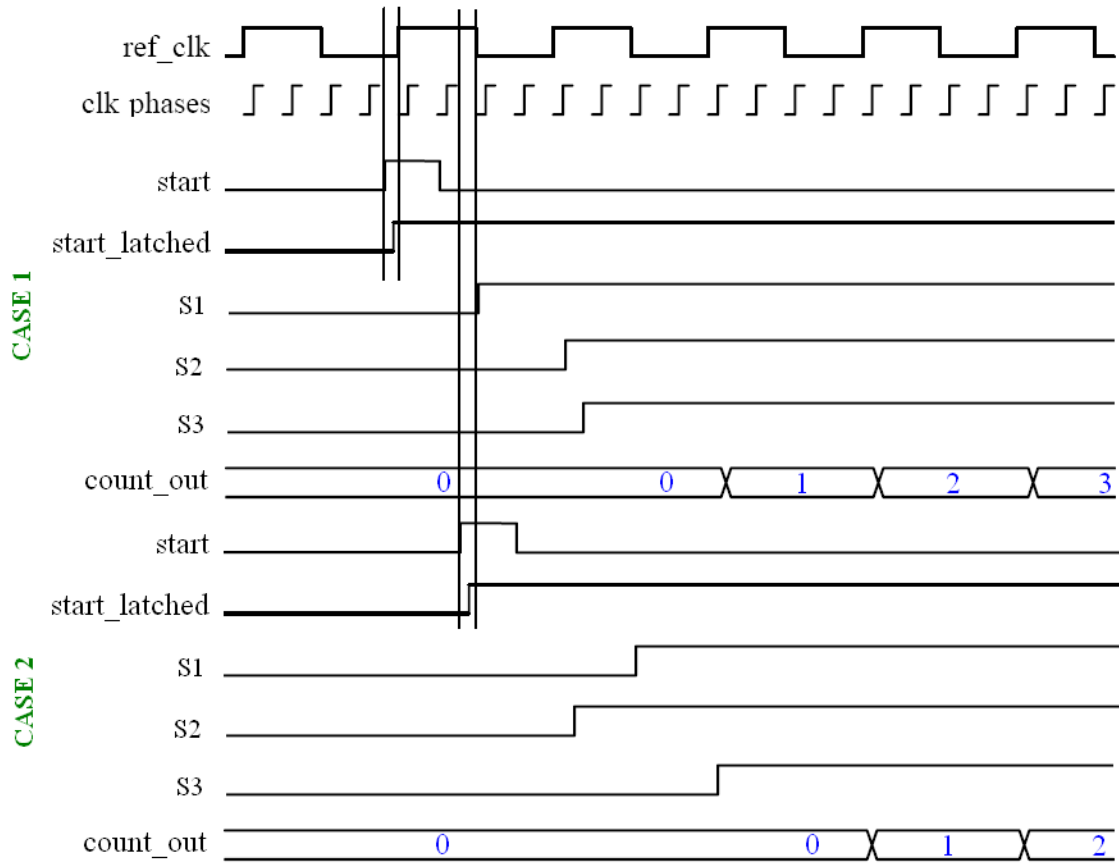 ref_clk
clk phases
start
start_latched
CASE 1
S1
S2
S3
count_out 0 0 1 2 3
start
start_latched
CASE 2
S1
S2
S3
count_out 0 0 1 2